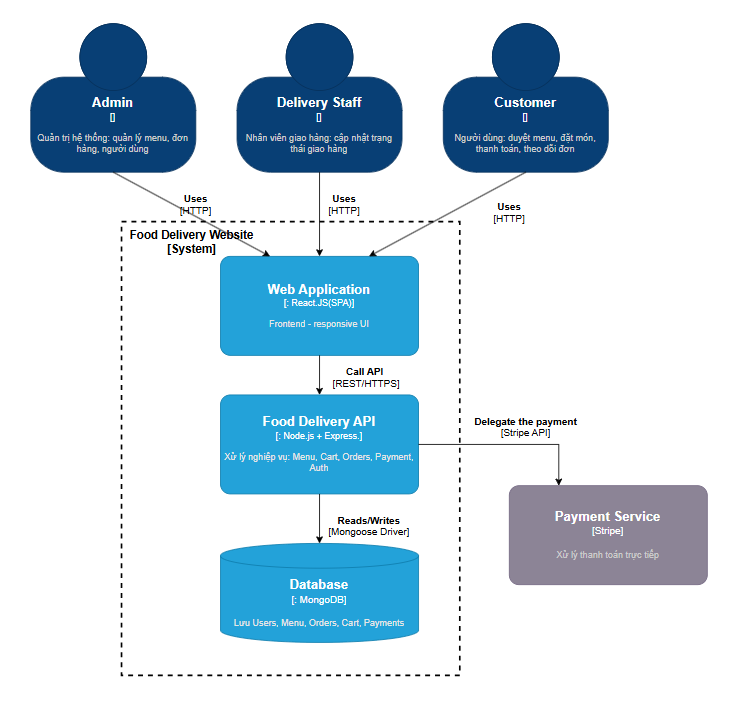 Admin
[]
Quản trị hệ thống: quản lý menu, đơn
hàng, người dùng
Delivery Staff
[]
Nhân viên giao hàng: cập nhật trạng
thái giao hàng
Customer
[]
Người dùng: duyệt menu, đặt món,
thanh toán, theo dõi đơn
Uses
[HTTP]
Uses
[HTTP]
Uses
[HTTP]
Food Delivery Website
[System]
Web Application
[: React.JS(SPA)]
Frontend - responsive UI
Call API
[REST/HTTPS]
Food Delivery API
[: Node.js + Express.]
Xử lý nghiệp vụ: Menu, Cart, Orders, Payment,
Auth
Delegate the payment
[Stripe API]
Payment Service
[Stripe]
Xử lý thanh toán trực tiếp
Reads/Writes
[Mongoose Driver]
Database
[: MongoDB]
Lưu Users, Menu, Orders, Cart, Payments